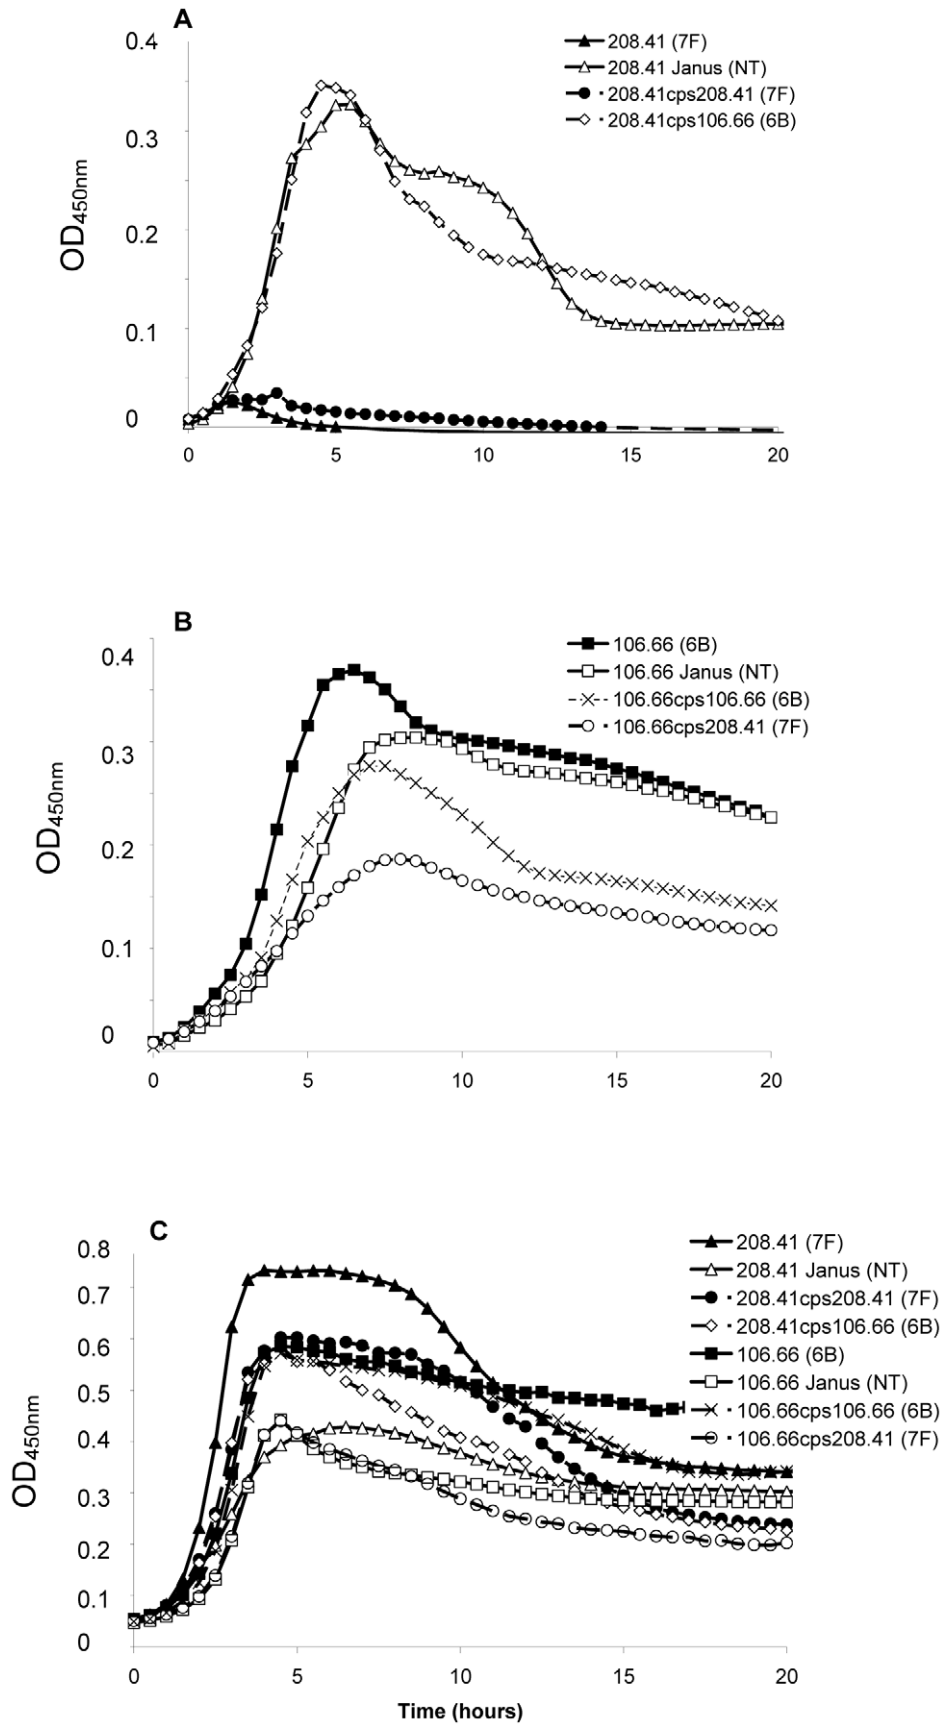 A
0.4
0.3
0.2
0.1
0
OD450nm
208.41 (7F)
208.41 Janus (NT)
208.41cps208.41 (7F)
208.41cps106.66 (6B)
0 5 10 15 20
B
0.4
0.3
0.2
0.1
0
OD450nm
106.66 (6B)
106.66 Janus (NT)
106.66cps106.66 (6B)
106.66cps208.41 (7F)
0 5 10 15 20
C
0.8
0.7
0.6
0.5
0.4
0.3
0.2
0.1
0
OD450nm
208.41 (7F)
208.41 Janus (NT)
208.41cps208.41 (7F)
208.41cps106.66 (6B)
106.66 (6B)
106.66 Janus (NT)
106.66cps106.66 (6B)
106.66cps208.41 (7F)
0 5 10 15 20
Time (hours)